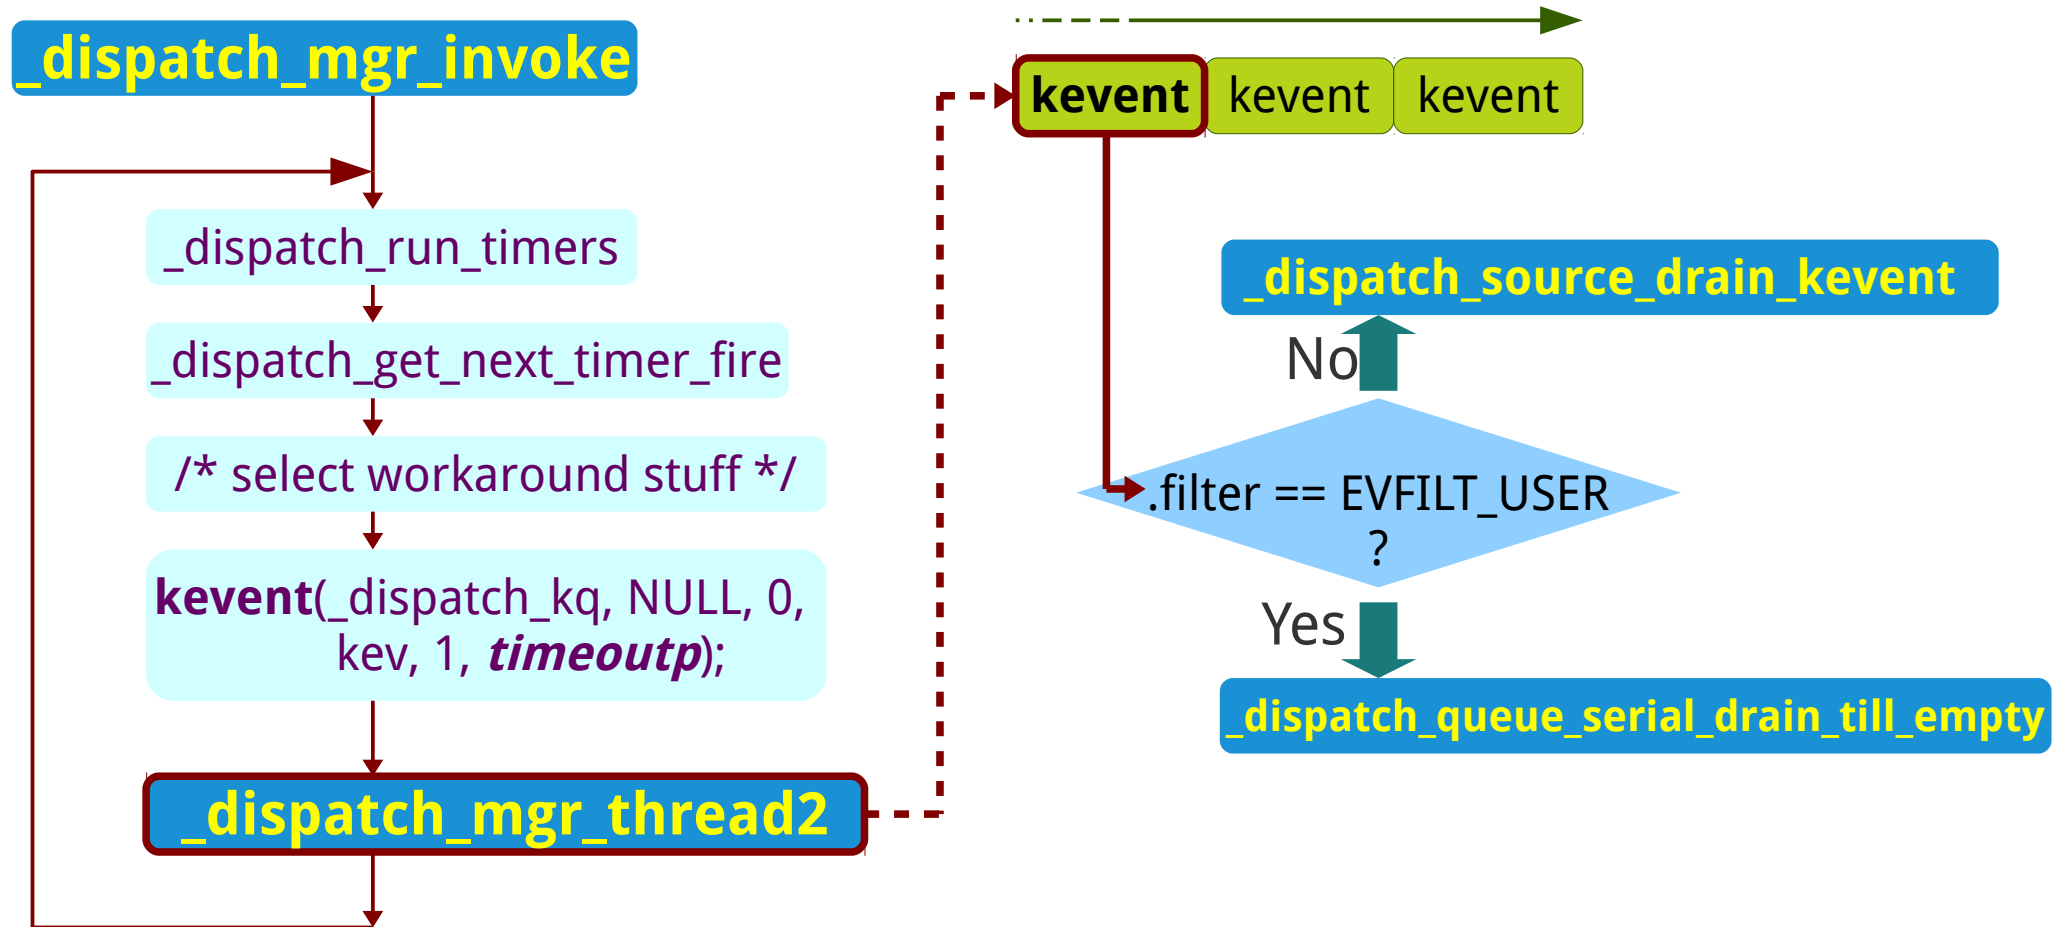 _dispatch_mgr_invoke
_dispatch_run_timers
_dispatch_get_next_timer_fire
/* select workaround stuff */
kevent(_dispatch_kq, NULL, 0,
kev, 1, timeoutp);
_dispatch_mgr_thread2
kevent kevent kevent
_dispatch_source_drain_kevent
No
.filter == EVFILT_USER
?
Yes
_dispatch_queue_serial_drain_till_empty